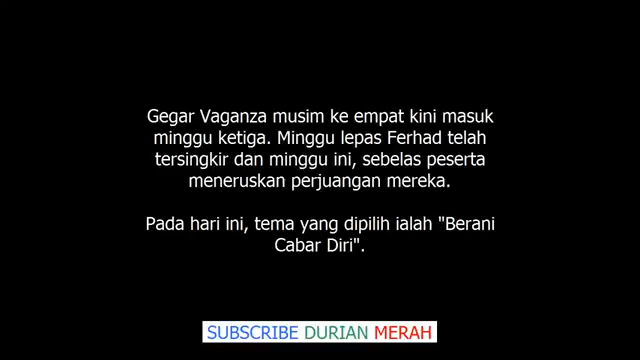 Gegar Vaganza musim ke empat kini masuk
minggu ketiga. Minggu lepas Ferhad telah
tersingkir dan minggu ini, sebelas peserta
meneruskan perjuangan mereka.
Pada hari ini, tema yang dipilih ialah "Berani
Cabar Diri".
SUBSCRIBE DURIAN MERAH